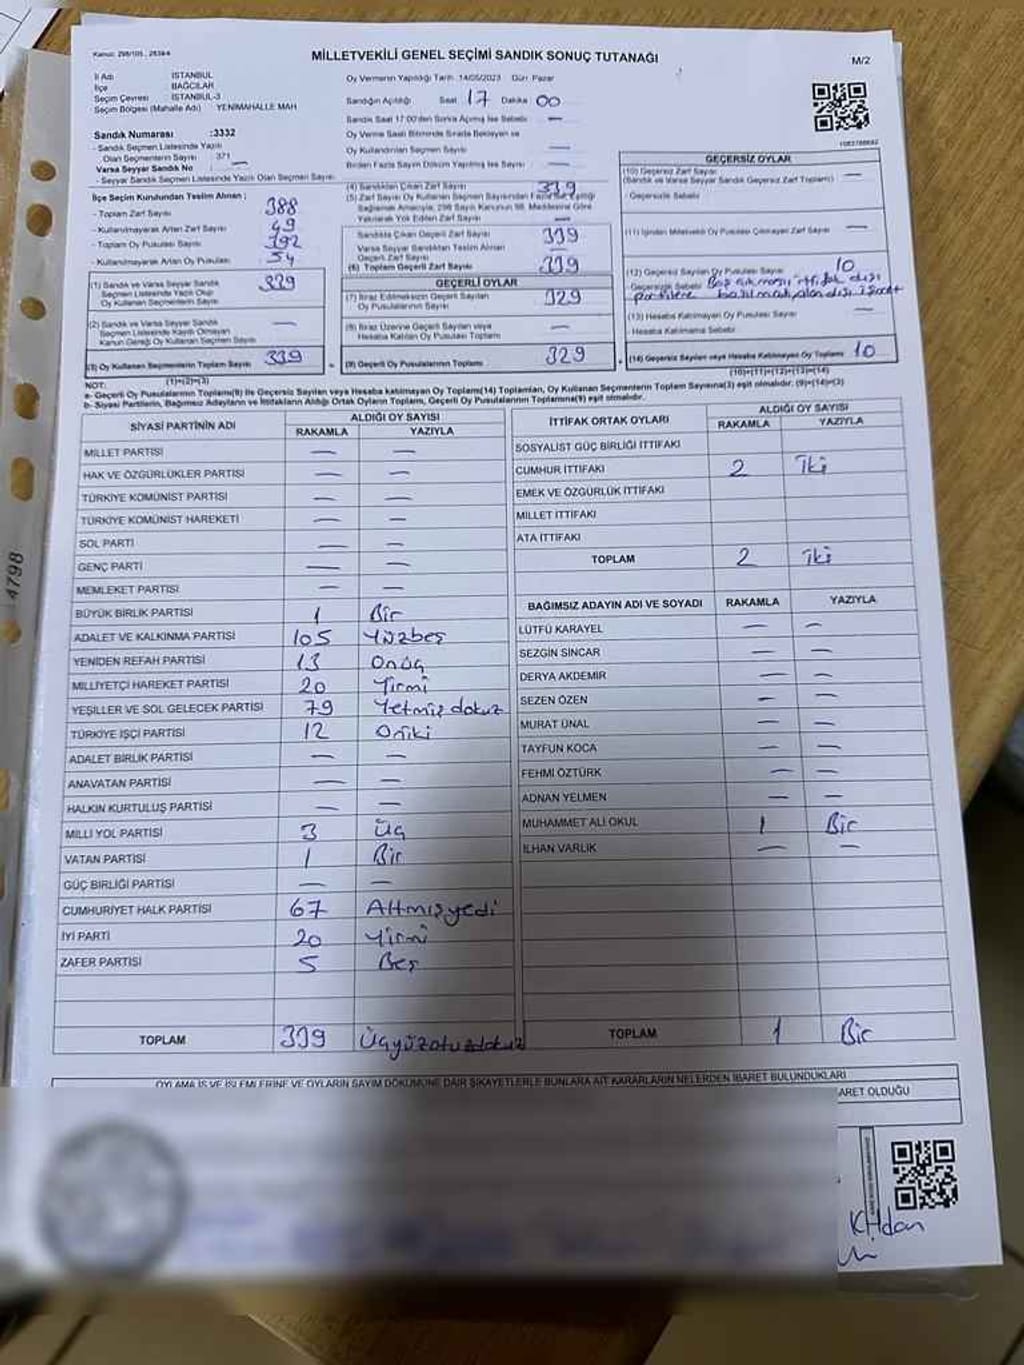 Kanun: 298/105, 2839/4
MİLLETVEKİLİ GENEL SEÇİMİ SANDIK SONUÇ TUTANAĞI
M/2
İl Adı İSTANBUL
İlçe BAĞCILAR
Seçim Çevresi İSTANBUL-3
Seçim Bölgesi (Mahalle Adı) YENİMAHALLE MAH
Oy Vermenin Yapıldığı Tarih 14/05/2023 Gün Pazar
Sandığın Açıldığı Saat 17 Dakika 00
Sandık Saat 17:00'den Sonra Açılmış İse Sebebi —
Oy Verme Saati Bitiminde Sırada Bekleyen ve
Oy Kullandırılan Seçmen Sayısı —
Birden Fazla Sayım Döküm Yapılmış İse Sayısı —
Sandık Numarası :3332
- Sandık Seçmen Listesinde Yazılı
Olan Seçmenlerin Sayısı : 371
Varsa Seyyar Sandık No —
- Seyyar Sandık Seçmen Listesinde Yazılı Olan Seçmen Sayısı
İlçe Seçim Kurulundan Teslim Alınan ;
- Toplam Zarf Sayısı 388
- Kullanılmayarak Artan Zarf Sayısı 49
- Toplam Oy Pusulası Sayısı 392
- Kullanılmayarak Artan Oy Pusulası 54
(1) Sandık ve Varsa Seyyar Sandık
Seçmen Listesinde Yazılı Olup
Oy Kullanan Seçmenlerin Sayısı 339
(2) Sandık ve Varsa Seyyar Sandık
Seçmen Listesinde Kayıtlı Olmayan
Kanun Gereği Oy Kullanan Seçmen Sayısı —
(3) Oy Kullanan Seçmenlerin Toplam Sayısı 339
(1)+(2)=(3)
(4) Sandıktan Çıkan Zarf Sayısı 339
(5) Zarf Sayısı Oy Kullanan Seçmen Sayısından Fazla İse Eşitliği
Sağlamak Amacıyla, 298 Sayılı Kanunun 98. Maddesine Göre
Yakılarak Yok Edilen Zarf Sayısı —
Sandıkta Çıkan Geçerli Zarf Sayısı 339
Varsa Seyyar Sandıktan Teslim Alınan
Geçerli Zarf Sayısı —
(6) Toplam Geçerli Zarf Sayısı 339
GEÇERLİ OYLAR
(7) İtiraz Edilmeksizin Geçerli Sayılan
Oy Pusulalarının Sayısı 329
(8) İtiraz Üzerine Geçerli Sayılan veya
Hesaba Katılan Oy Pusulası Toplamı —
= (9) Geçerli Oy Pusulalarının Toplamı 329
GEÇERSİZ OYLAR
(10) Geçersiz Zarf Sayısı —
(Sandık ve Varsa Seyyar Sandık Geçersiz Zarf Toplamı)
- Geçersizlik Sebebi
(11) İçinden Milletvekili Oy Pusulası Çıkmayan Zarf Sayısı —
(12) Geçersiz Sayılan Oy Pusulası Sayısı 10
Geçersizlik Sebebi
(13) Hesaba Katılmayan Oy Pusulası Sayısı —
- Hesaba Katılmama Sebebi
+ (14) Geçersiz Sayılan veya Hesaba Katılmayan Oy Toplamı 10
(10)+(11)+(12)+(13)=(14)
NOT:
a- Geçerli Oy Pusulalarının Toplamı(9) ile Geçersiz Sayılan veya Hesaba katılmayan Oy Toplamı(14) Toplamları, Oy Kullanan Seçmenlerin Toplam Sayısına(3) eşit olmalıdır. (9)+(14)=(3)
b- Siyasi Partilerin, Bağımsız Adayların ve İttifakların Aldığı Ortak Oyların Toplamı, Geçerli Oy Pusulalarının Toplamına(9) eşit olmalıdır.
SİYASİ PARTİNİN ADI ALDIĞI OY SAYISI
RAKAMLA YAZIYLA
MİLLET PARTİSİ — —
HAK VE ÖZGÜRLÜKLER PARTİSİ — —
TÜRKİYE KOMÜNİST PARTİSİ — —
TÜRKİYE KOMÜNİST HAREKETİ — —
SOL PARTİ — —
GENÇ PARTİ — —
MEMLEKET PARTİSİ — —
BÜYÜK BİRLİK PARTİSİ 1 Bir
ADALET VE KALKINMA PARTİSİ 105 Yüzbeş
YENİDEN REFAH PARTİSİ 13 Onüç
MİLLİYETÇİ HAREKET PARTİSİ 20 Yirmi
YEŞİLLER VE SOL GELECEK PARTİSİ 79 Yetmiş dokuz
TÜRKİYE İŞÇİ PARTİSİ 12 Oniki
ADALET BİRLİK PARTİSİ — —
ANAVATAN PARTİSİ — —
HALKIN KURTULUŞ PARTİSİ — —
MİLLİ YOL PARTİSİ 3 Üç
VATAN PARTİSİ 1 Bir
GÜÇ BİRLİĞİ PARTİSİ — —
CUMHURİYET HALK PARTİSİ 67 Altmışyedi
İYİ PARTİ 20 Yirmi
ZAFER PARTİSİ 5 Beş
TOPLAM 339 Üçyüzotuzdokuz
İTTİFAK ORTAK OYLARI ALDIĞI OY SAYISI
RAKAMLA YAZIYLA
SOSYALİST GÜÇ BİRLİĞİ İTTİFAKI
CUMHUR İTTİFAKI 2 İki
EMEK VE ÖZGÜRLÜK İTTİFAKI
MİLLET İTTİFAKI
ATA İTTİFAKI
TOPLAM 2 İki
BAĞIMSIZ ADAYIN ADI VE SOYADI RAKAMLA YAZIYLA
LÜTFÜ KARAYEL — —
SEZGİN SİNCAR — —
DERYA AKDEMİR — —
SEZEN ÖZEN — —
MURAT ÜNAL — —
TAYFUN KOCA — —
FEHMİ ÖZTÜRK — —
ADNAN YELMEN — —
MUHAMMET ALİ OKUL 1 Bir
İLHAN VARLIK — —
TOPLAM 1 Bir
OYLAMA İŞ VE İŞLEMLERİNE VE OYLARIN SAYIM DÖKÜMÜNE DAİR ŞİKAYETLERLE BUNLARA AİT KARARLARIN NELERDEN İBARET BULUNDUKLARI
ARET OLDUĞU
4798